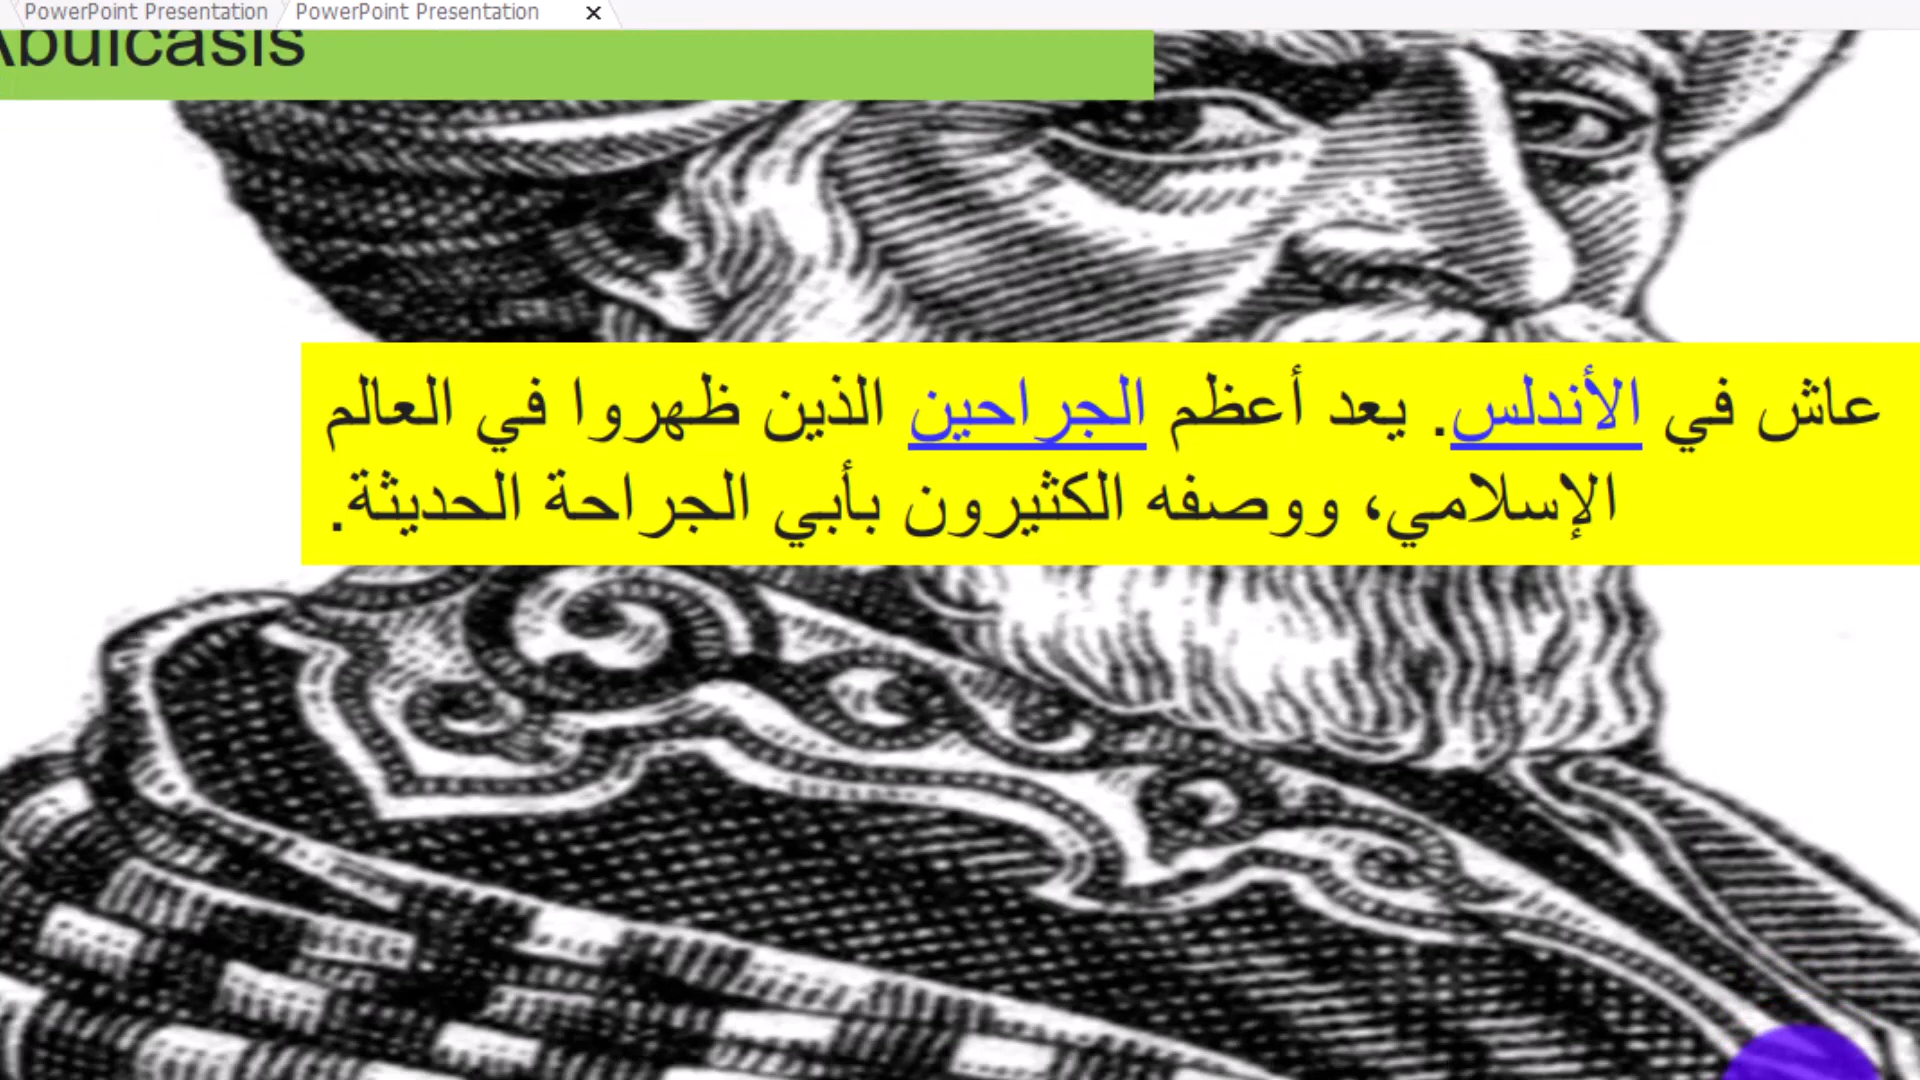 PowerPoint Presentation
PowerPoint Presentation
Abulcasis
عاش في الأندلس. يعد أعظم الجراحين الذين ظهروا في العالم
الإسلامي، ووصفه الكثيرون بأبي الجراحة الحديثة.